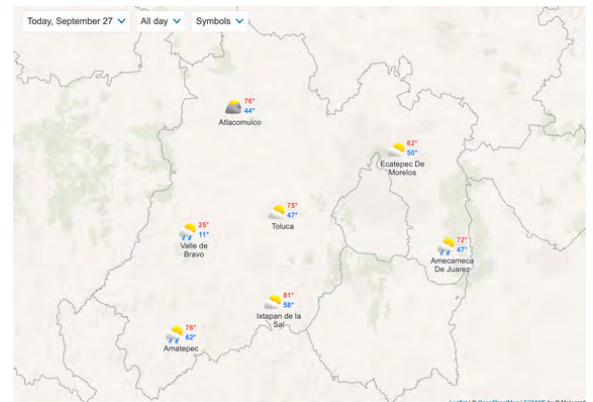 Today, September 27
All day
Symbols
76°
44°
Atlacomulco
82°
50°
Ecatepec De
Morelos
75°
47°
Toluca
25°
11°
Valle de
Bravo
72°
47°
Amecameca
De Juarez
81°
58°
Ixtapan de la
Sal
76°
62°
Amatepec